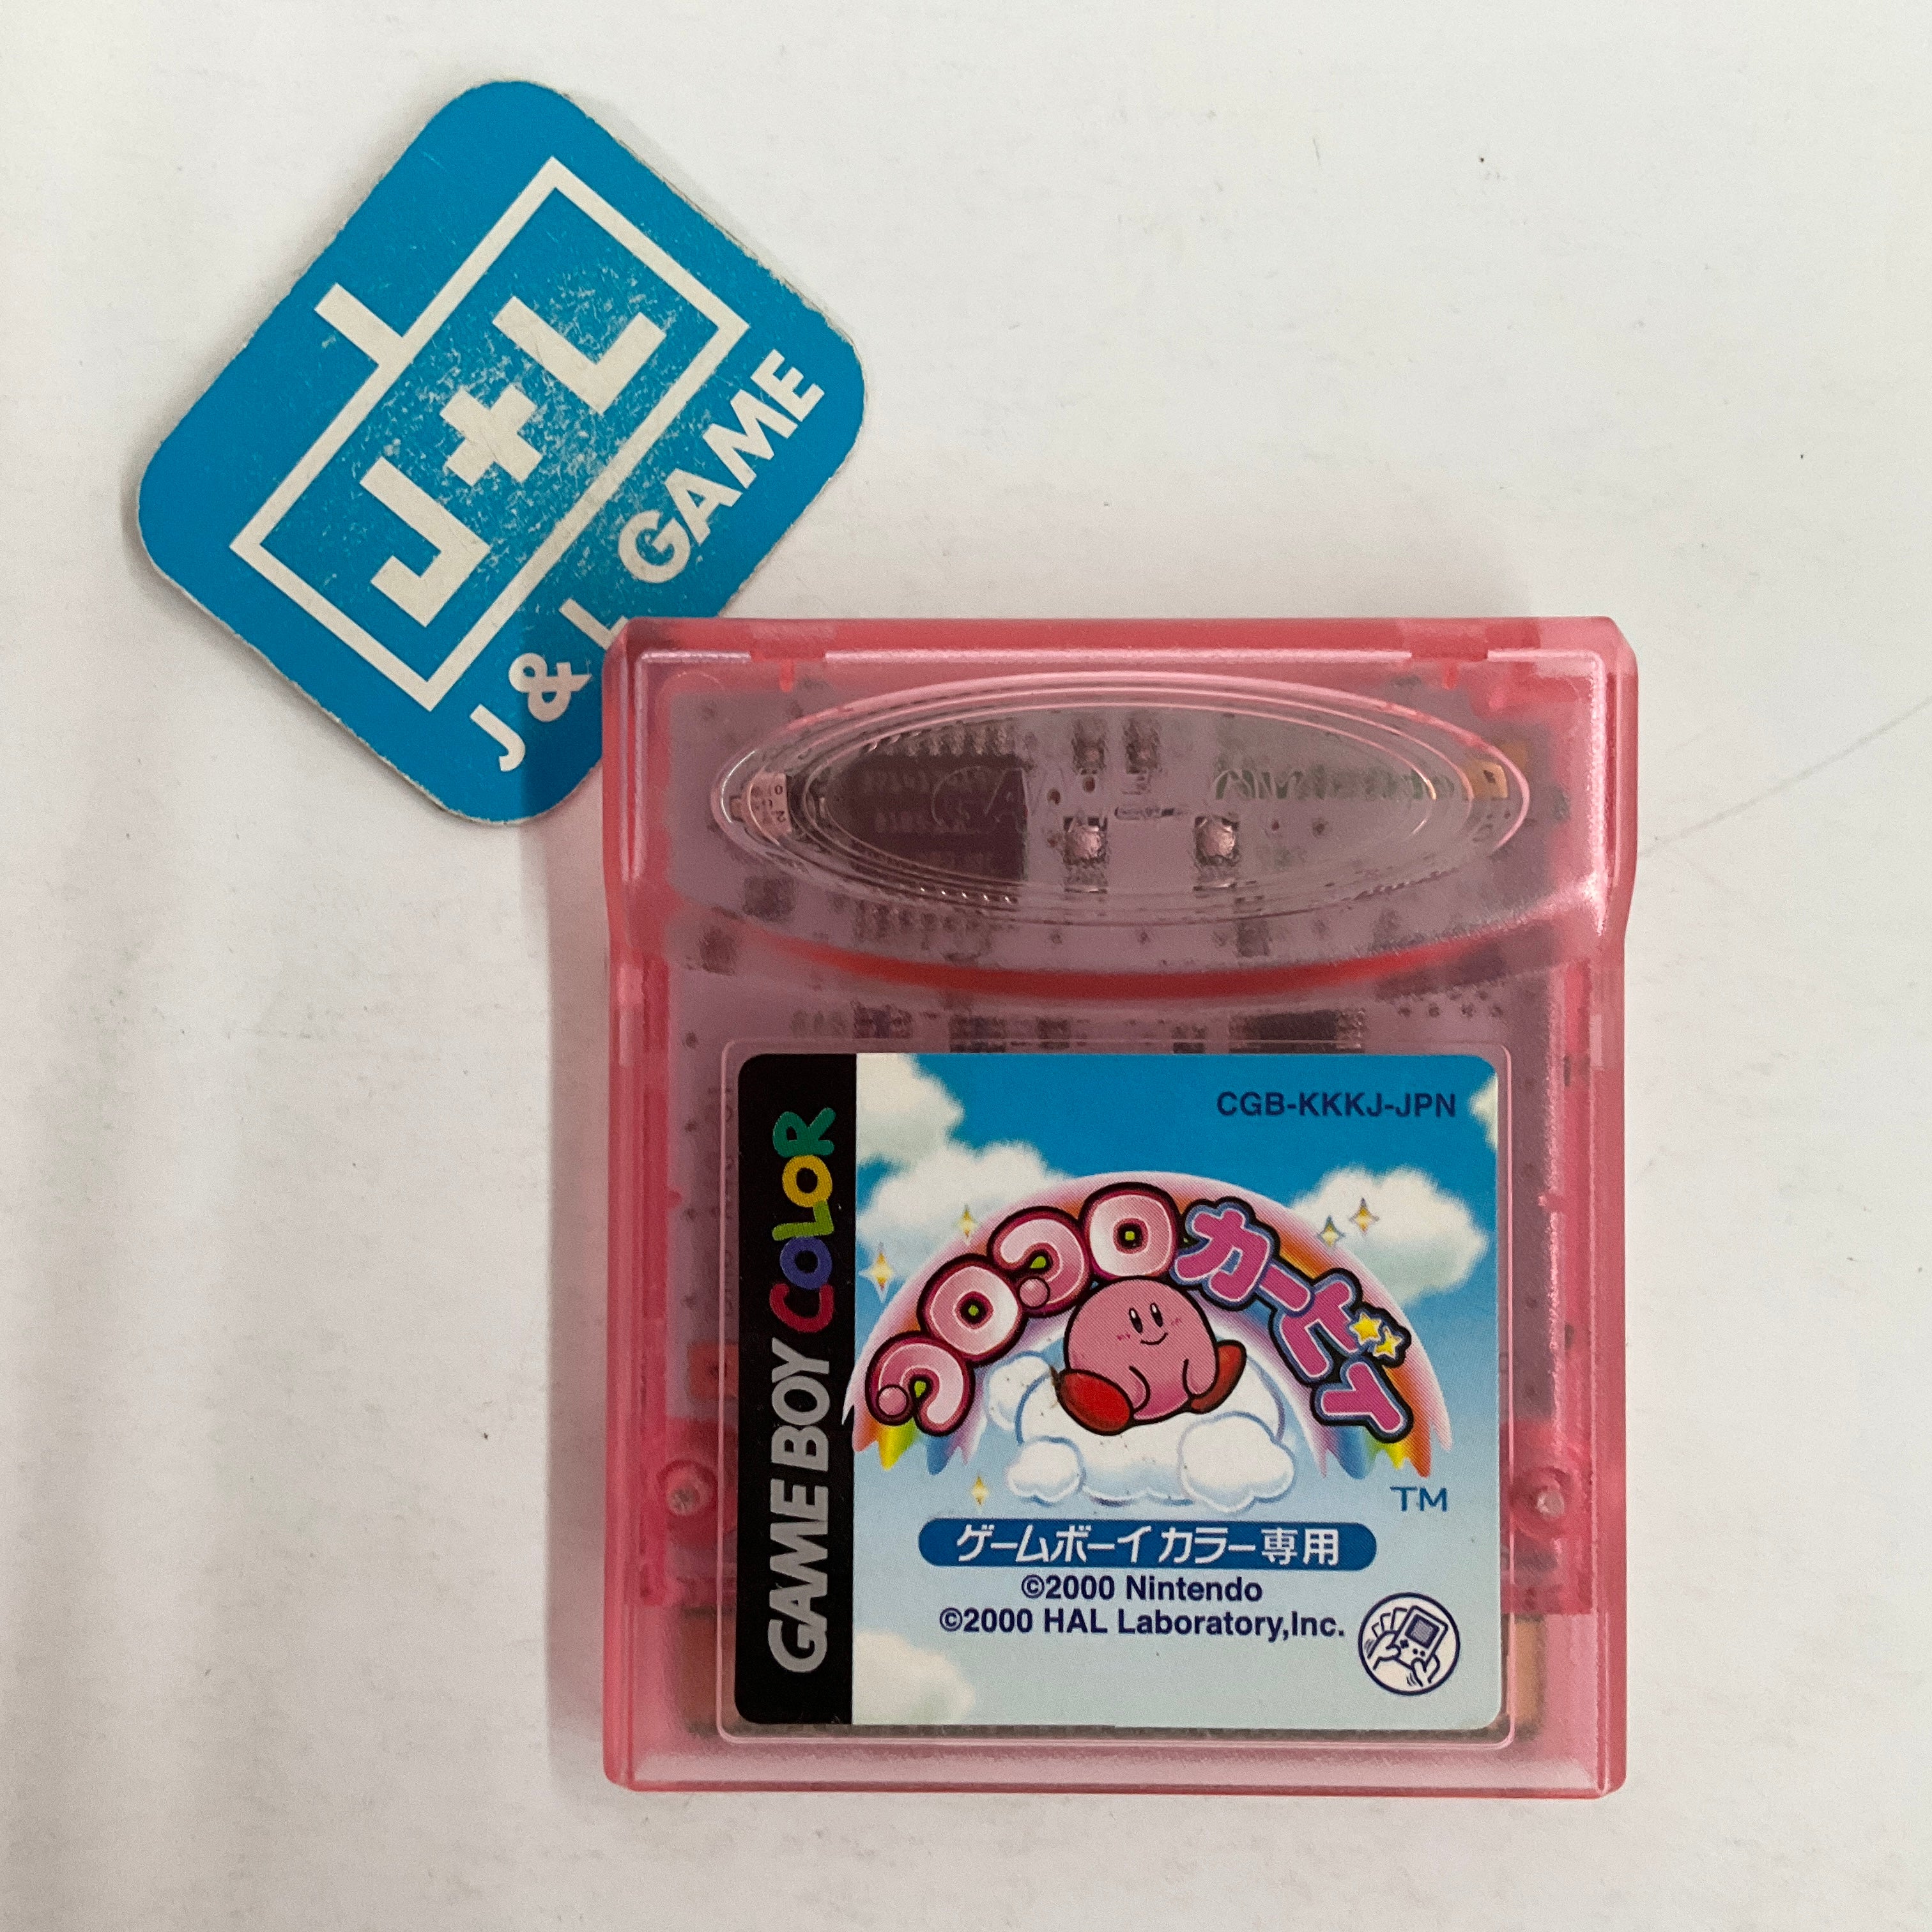 J+L
J & L GAME
Nintendo
GAME BOY COLOR
CGB-KKKJ-JPN
コロコロカービィ
TM
ゲームボーイカラー専用
©2000 Nintendo
©2000 HAL Laboratory,Inc.